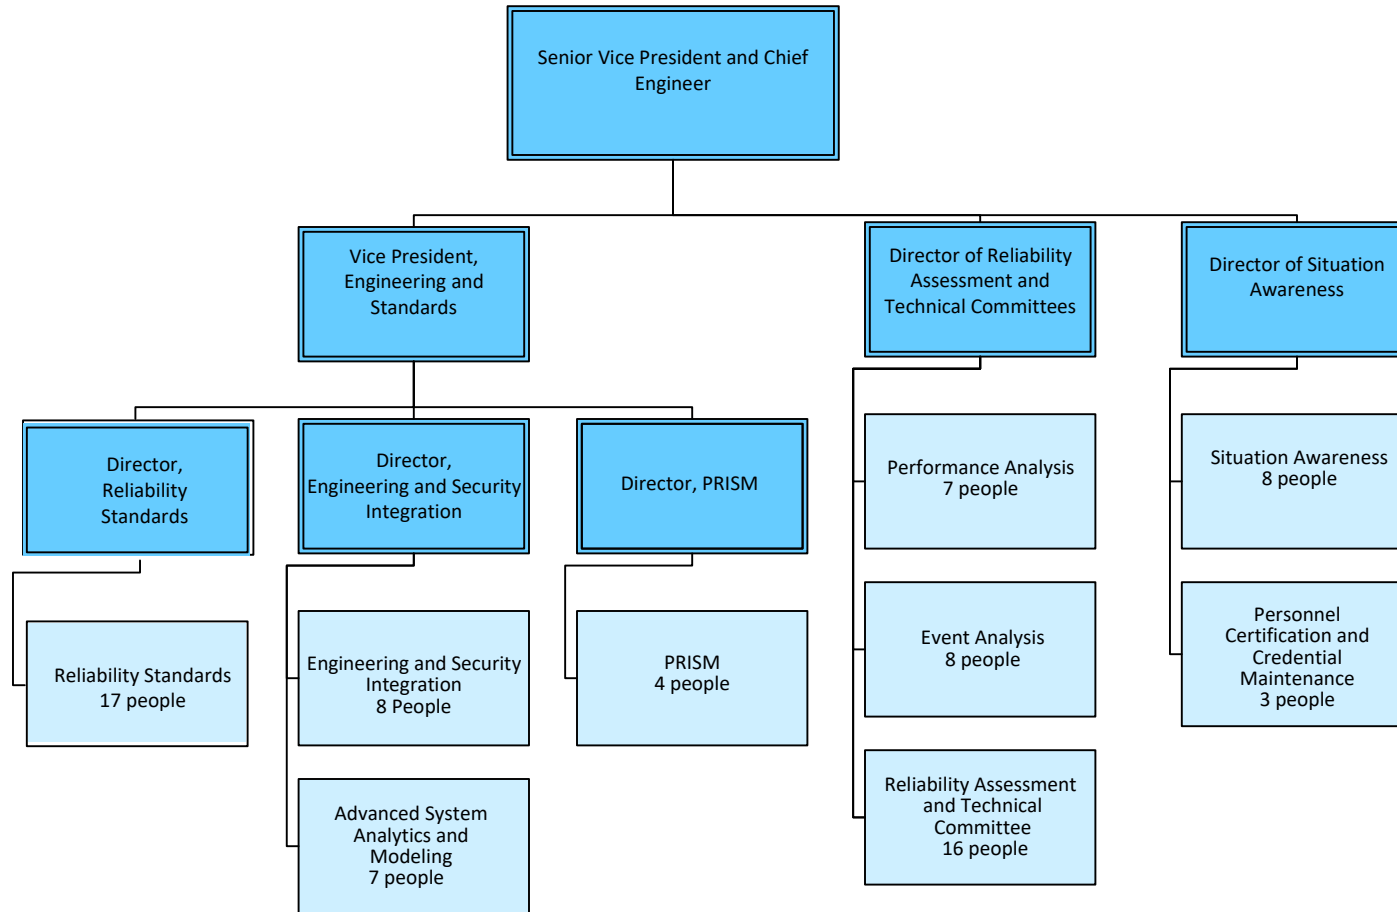 Senior Vice President and Chief
Engineer
Vice President,
Engineering and
Standards
Director of Reliability
Assessment and
Technical Committees
Director of Situation
Awareness
Director,
Reliability
Standards
Director,
Engineering and Security
Integration
Director, PRISM
Performance Analysis
7 people
Situation Awareness
8 people
Reliability Standards
17 people
Engineering and Security
Integration
8 People
PRISM
4 people
Event Analysis
8 people
Personnel
Certification and
Credential
Maintenance
3 people
Advanced System
Analytics and
Modeling
7 people
Reliability Assessment
and Technical
Committee
16 people